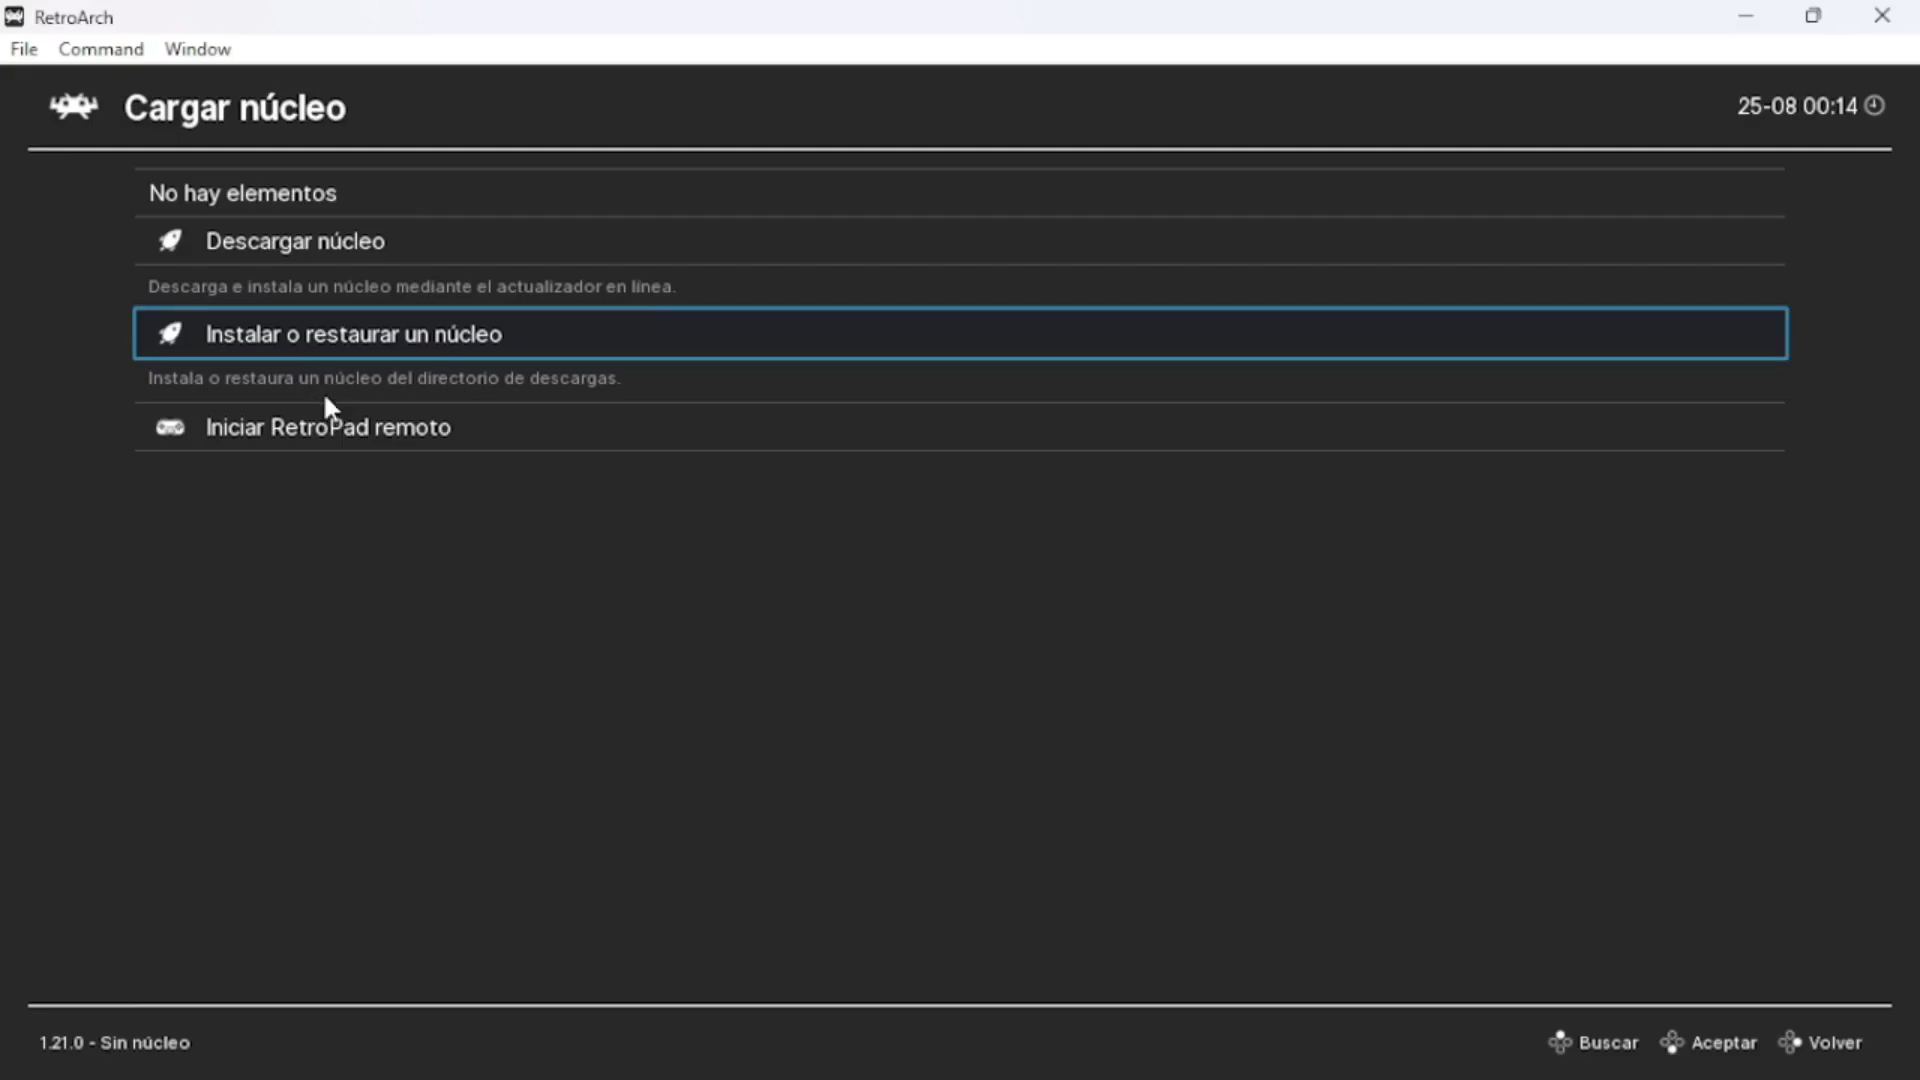 RetroArch
File Command Window
Cargar núcleo
25-08 00:14
No hay elementos
Descargar núcleo
Descarga e instala un núcleo mediante el actualizador en línea.
Instalar o restaurar un núcleo
Instala o restaura un núcleo del directorio de descargas.
Iniciar RetroPad remoto
1.21.0 - Sin núcleo
Buscar Aceptar Volver